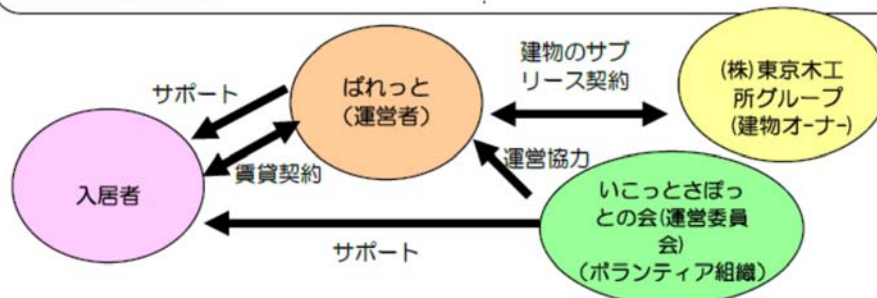 建物のサブ
リース契約
(株)東京木工
所グループ
(建物オーナー)
ぱれっと
(運営者)
サポート
賃貸契約
運営協力
入居者
いこっとさぽっ
との会(運営委員
会)
(ボランティア組織)
サポート